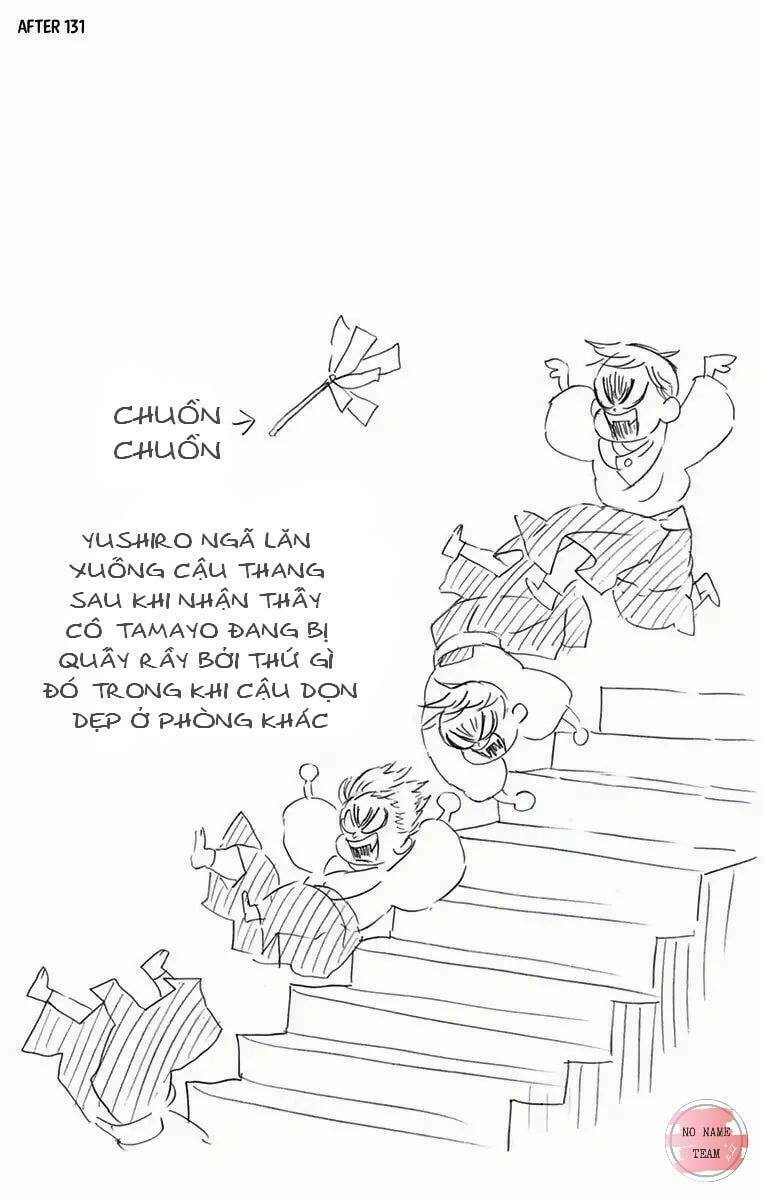 AFTER 131
CHUỒN
CHUỒN
YUSHIRO NGÃ LĂN
XUỐNG CẬU THANG
SAU KHI NHẬN THẤY
CÔ TAMAYO ĐANG BỊ
QUẤY RẦY BỞI THỨ GÌ
ĐÓ TRONG KHI CẬU DỌN
DẸP Ở PHÒNG KHÁC
NO NAME
TEAM